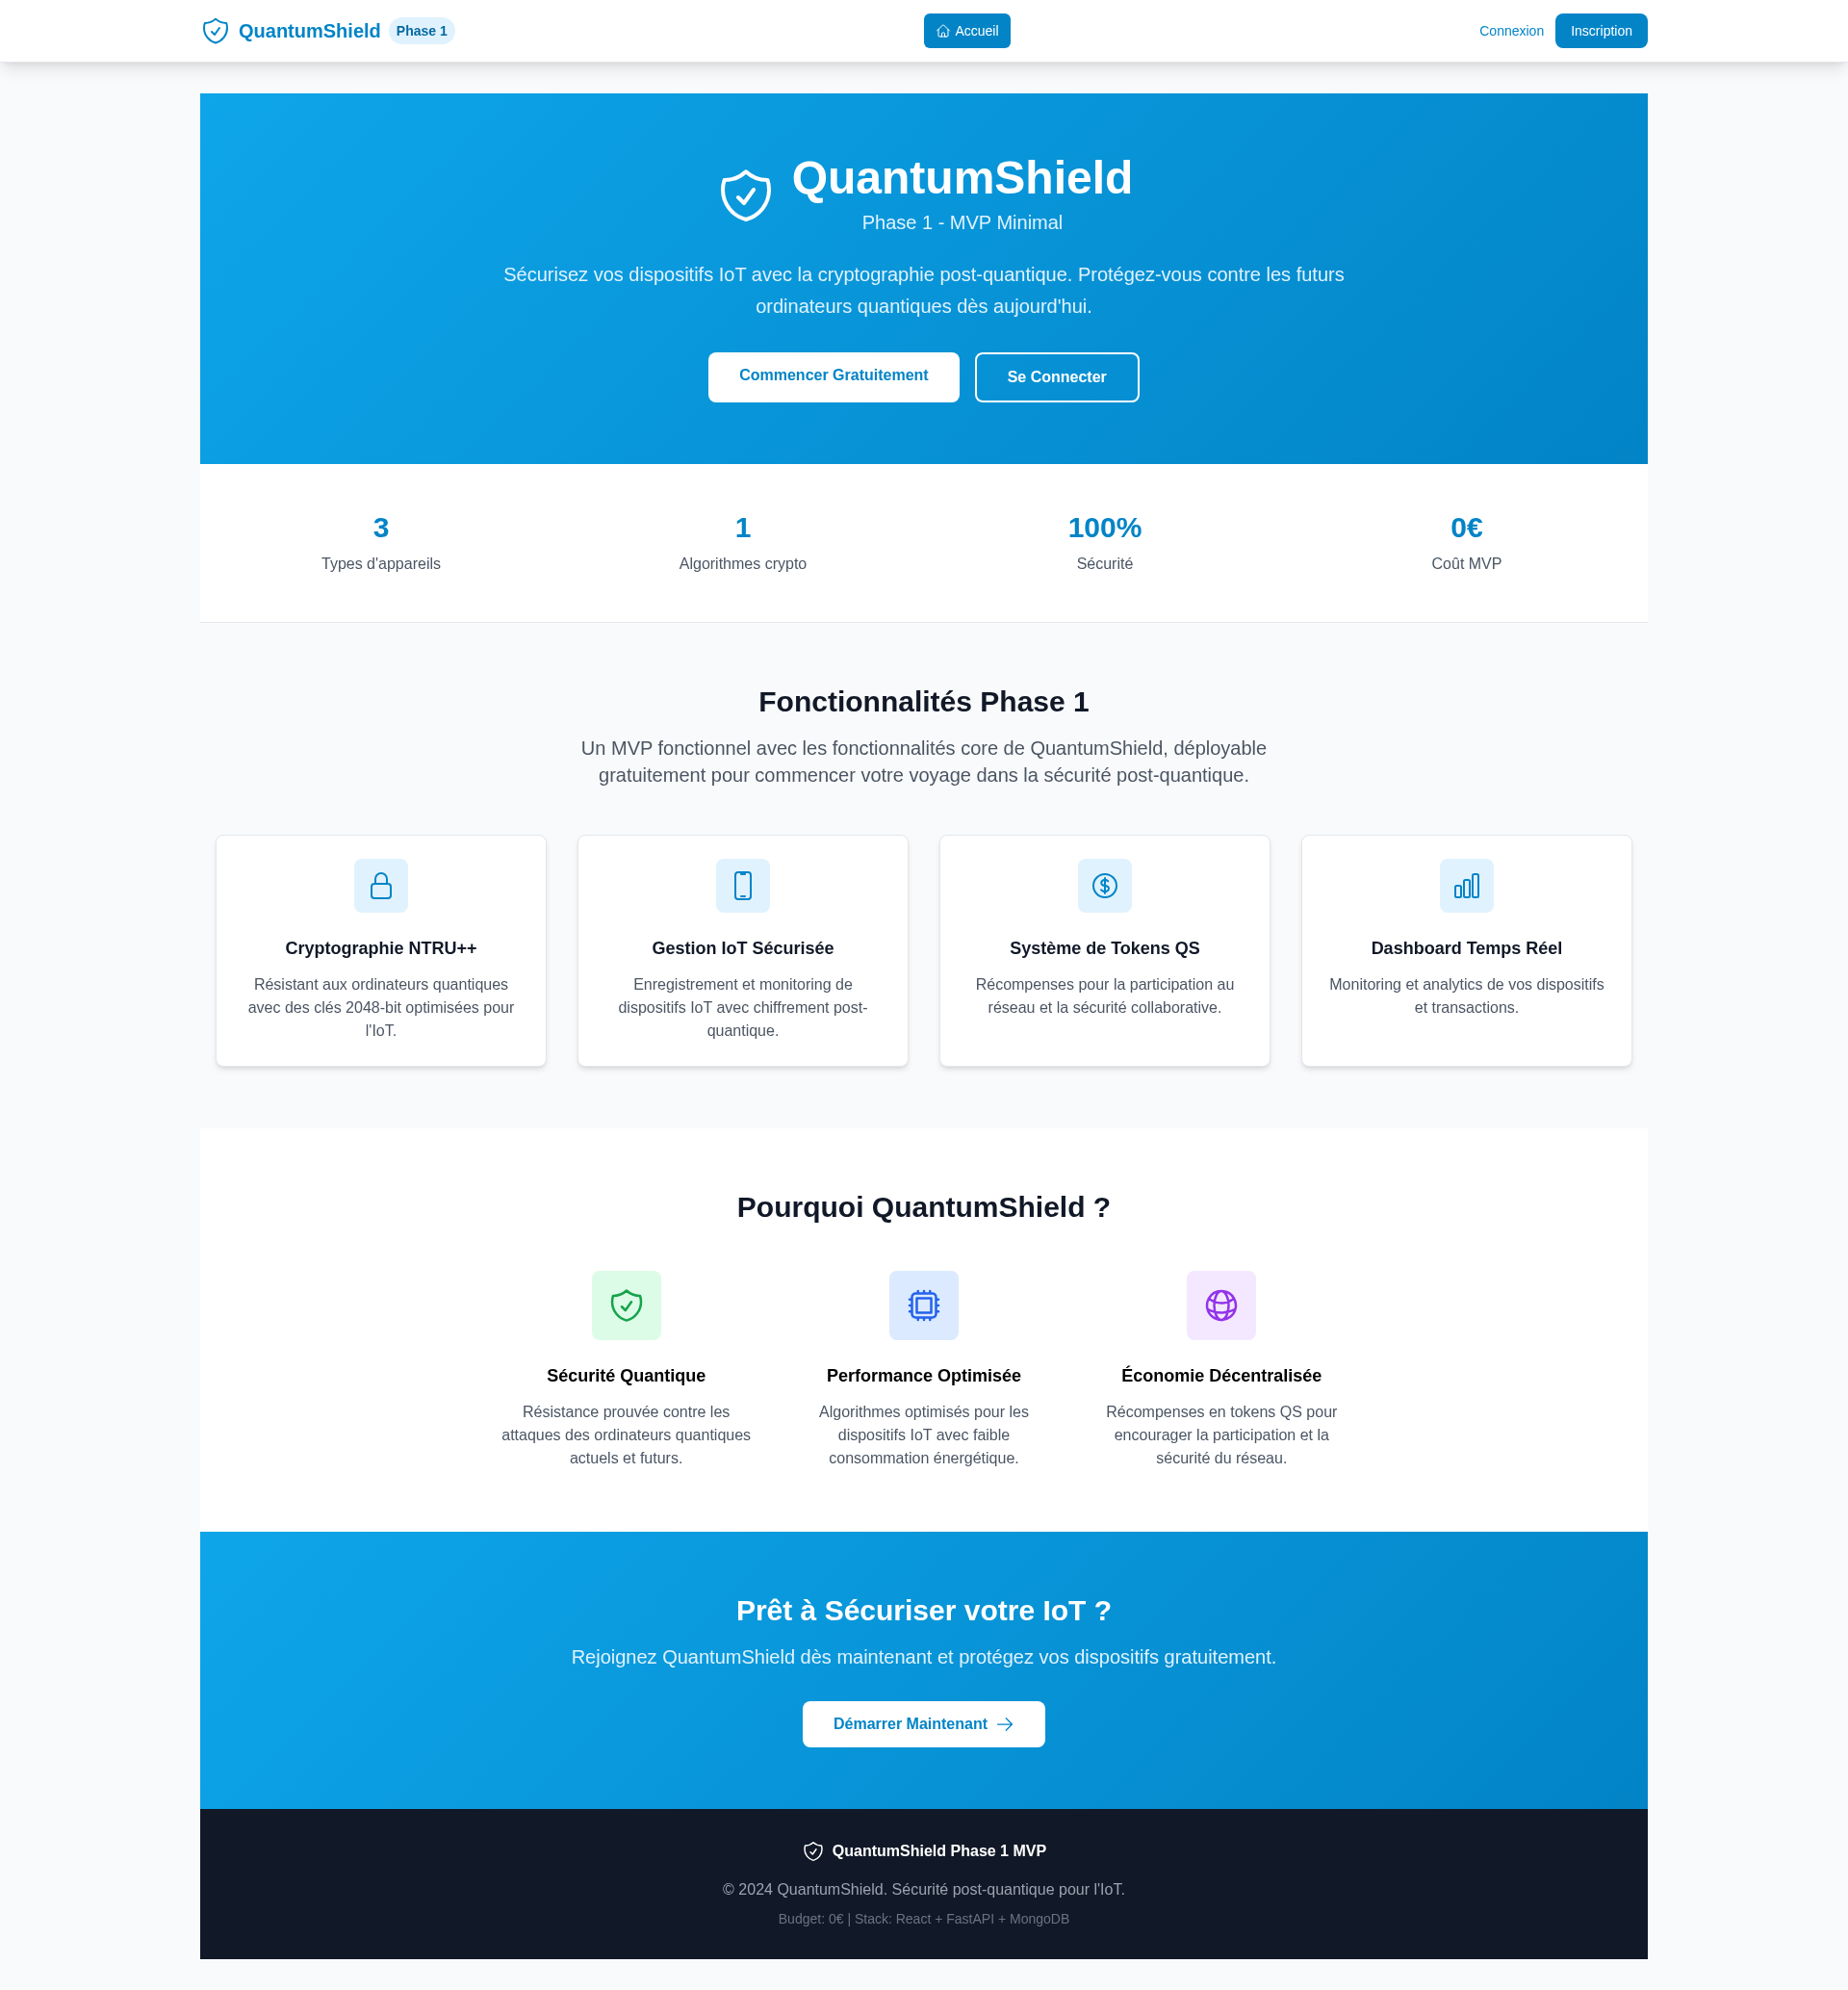 QuantumShield Phase 1
Accueil
Connexion
Inscription
QuantumShield
Phase 1 - MVP Minimal
Sécurisez vos dispositifs IoT avec la cryptographie post-quantique. Protégez-vous contre les futurs
ordinateurs quantiques dès aujourd'hui.
Commencer Gratuitement
Se Connecter
3
Types d'appareils
1
Algorithmes crypto
100%
Sécurité
0€
Coût MVP
Fonctionnalités Phase 1
Un MVP fonctionnel avec les fonctionnalités core de QuantumShield, déployable
gratuitement pour commencer votre voyage dans la sécurité post-quantique.
Cryptographie NTRU++
Résistant aux ordinateurs quantiques
avec des clés 2048-bit optimisées pour
l'IoT.
Gestion IoT Sécurisée
Enregistrement et monitoring de
dispositifs IoT avec chiffrement post-
quantique.
Système de Tokens QS
Récompenses pour la participation au
réseau et la sécurité collaborative.
Dashboard Temps Réel
Monitoring et analytics de vos dispositifs
et transactions.
Pourquoi QuantumShield ?
Sécurité Quantique
Résistance prouvée contre les
attaques des ordinateurs quantiques
actuels et futurs.
Performance Optimisée
Algorithmes optimisés pour les
dispositifs IoT avec faible
consommation énergétique.
Économie Décentralisée
Récompenses en tokens QS pour
encourager la participation et la
sécurité du réseau.
Prêt à Sécuriser votre IoT ?
Rejoignez QuantumShield dès maintenant et protégez vos dispositifs gratuitement.
Démarrer Maintenant
QuantumShield Phase 1 MVP
© 2024 QuantumShield. Sécurité post-quantique pour l'IoT.
Budget: 0€ | Stack: React + FastAPI + MongoDB